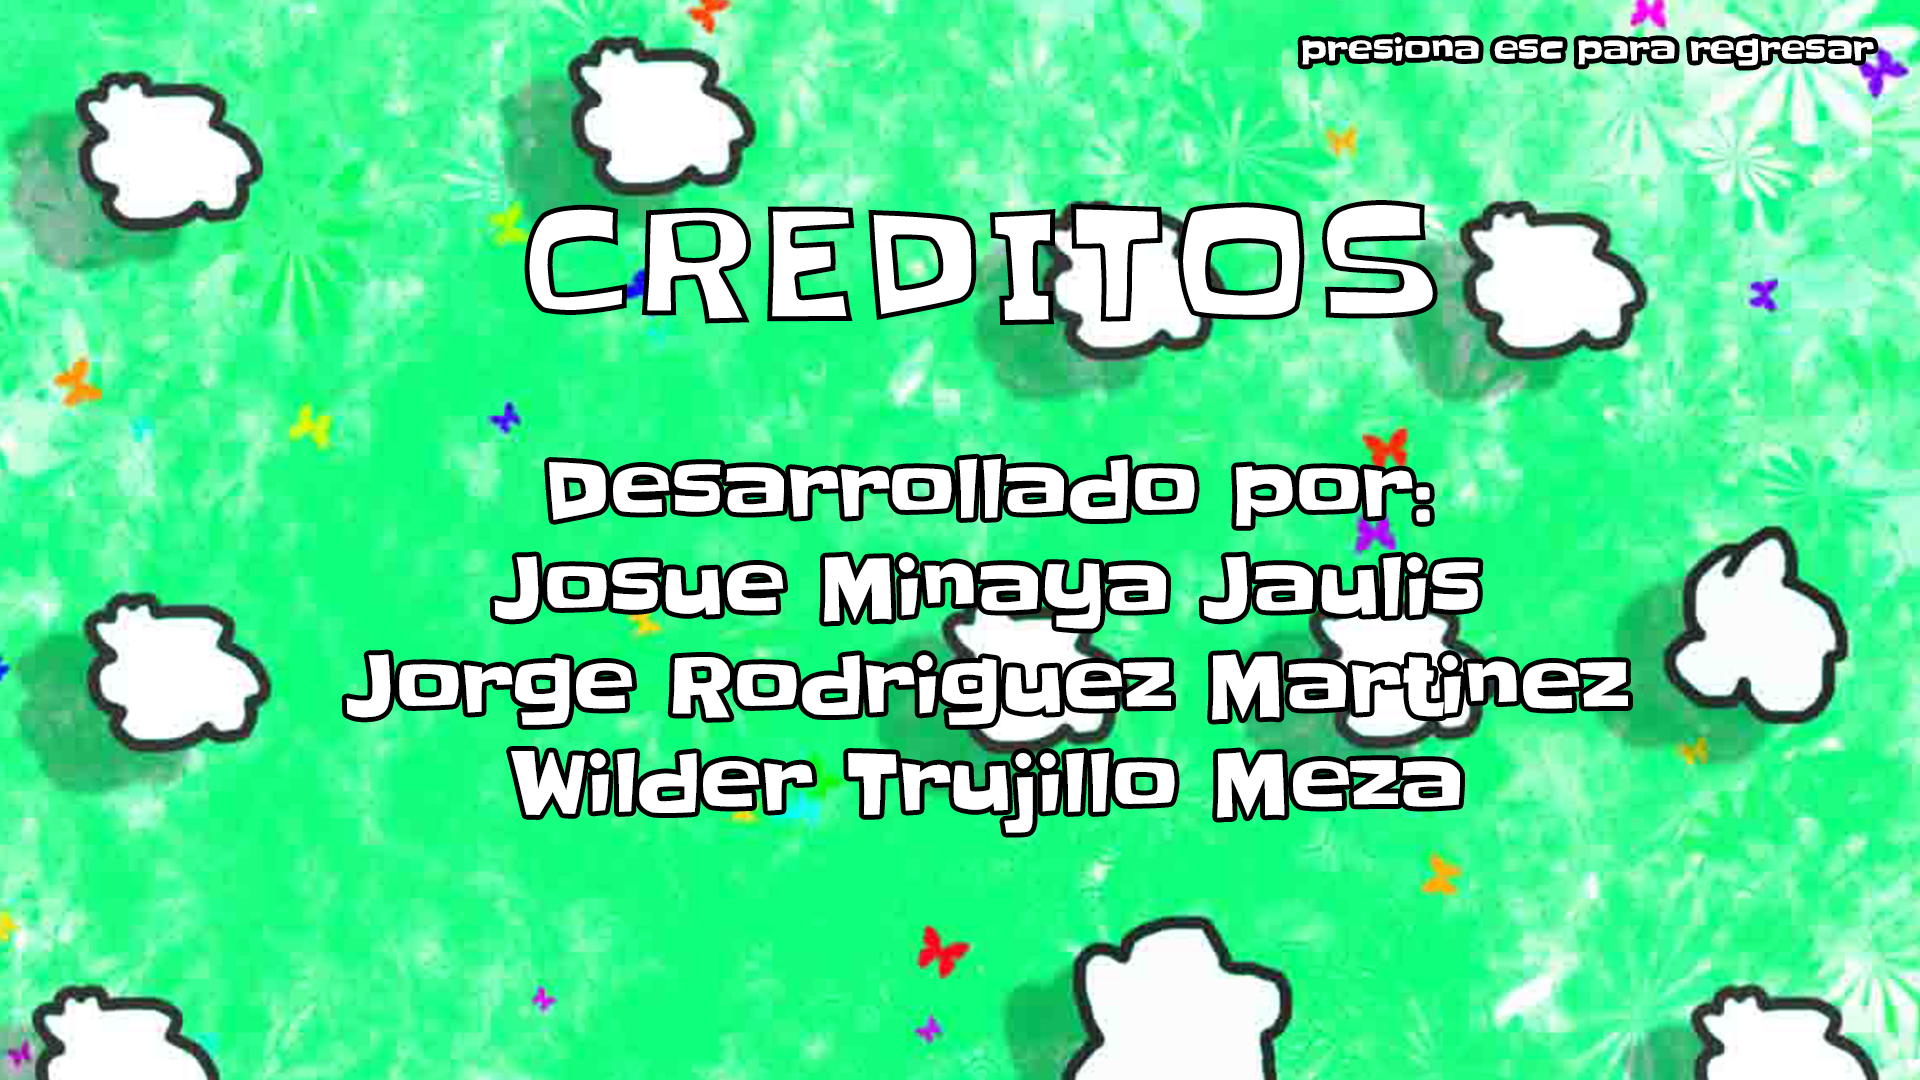 presiona esc para regresar
CREDITOS
Desarrollado por:
Josue Minaya Jaulis
Jorge Rodriguez Martinez
Wilder Trujillo Meza